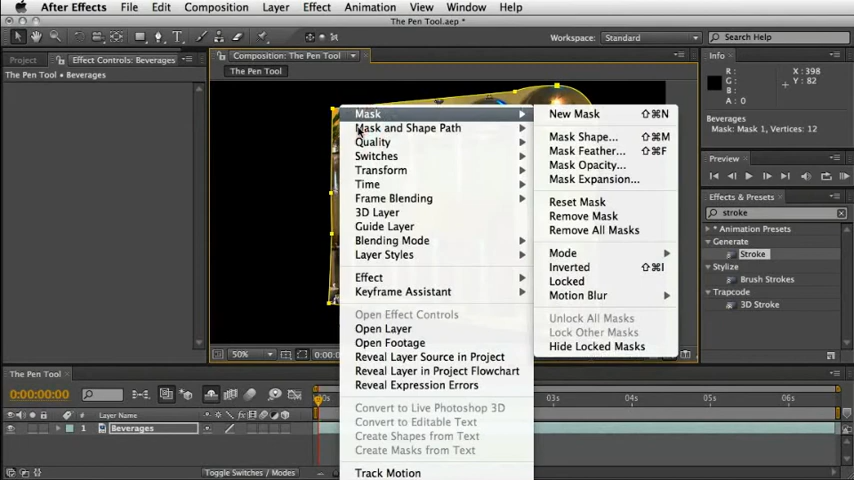 After Effects File Edit Composition Layer Effect Animation View Window Help
The Pen Tool.aep *
Workspace: Standard Search Help
Project Effect Controls: Beverages
The Pen Tool • Beverages
Composition: The Pen Tool
The Pen Tool
Info
R :
G :
B :
A : 0
X : 398
Y : 82
Beverages
Mask: Mask 1, Vertices: 12
Preview
Effects & Presets
stroke
* Animation Presets
Generate
Stroke
Stylize
Brush Strokes
Trapcode
3D Stroke
Mask
Mask and Shape Path
Quality
Switches
Transform
Time
Frame Blending
3D Layer
Guide Layer
Blending Mode
Layer Styles
Effect
Keyframe Assistant
Open Effect Controls
Open Layer
Open Footage
Reveal Layer Source in Project
Reveal Layer in Project Flowchart
Reveal Expression Errors
Convert to Live Photoshop 3D
Convert to Editable Text
Create Shapes from Text
Create Masks from Text
Track Motion
New Mask ⇧⌘N
Mask Shape... ⇧⌘M
Mask Feather... ⇧⌘F
Mask Opacity...
Mask Expansion...
Reset Mask
Remove Mask
Remove All Masks
Mode
Inverted ⇧⌘I
Locked
Motion Blur
Unlock All Masks
Lock Other Masks
Hide Locked Masks
50%
The Pen Tool
0:00:00:00
# Layer Name
1 Beverages
03s 04s 05s 06s
Toggle Switches / Modes